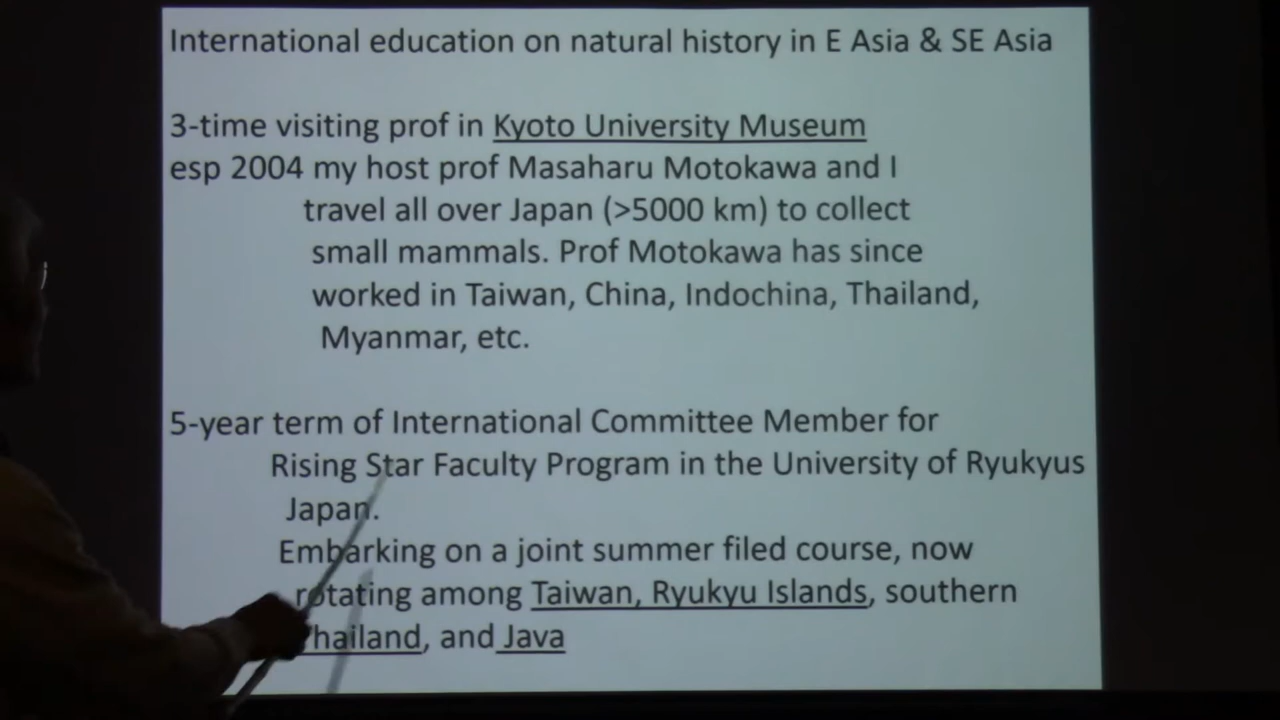 International education on natural history in E Asia & SE Asia
3-time visiting prof in Kyoto University Museum
esp 2004 my host prof Masaharu Motokawa and I
travel all over Japan (>5000 km) to collect
small mammals. Prof Motokawa has since
worked in Taiwan, China, Indochina, Thailand,
Myanmar, etc.
5-year term of International Committee Member for
Rising Star Faculty Program in the University of Ryukyus
Japan.
Embarking on a joint summer filed course, now
rotating among Taiwan, Ryukyu Islands, southern
Thailand, and Java